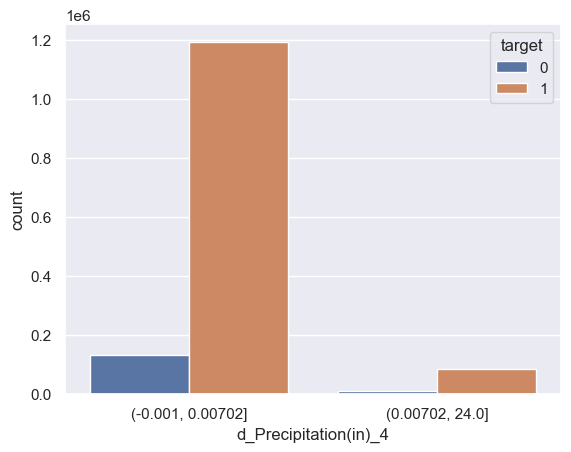 1e6
target
0
1
1.2
1.0
0.8
0.6
0.4
0.2
0.0
count
(-0.001, 0.00702]
(0.00702, 24.0]
d_Precipitation(in)_4